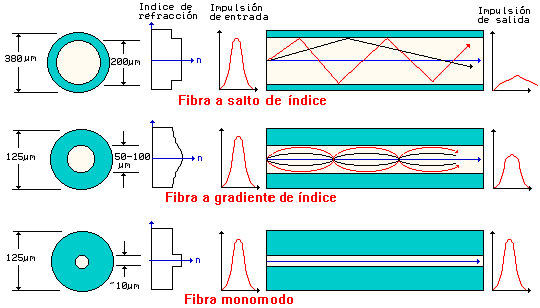 Indice de
refracción
Impulsión
de entrada
Impulsión
de salida
380µm
200µm
n
Fibra a salto de índice
125µm
50-100
µm
n
Fibra a gradiente de índice
125µm
~10µm
n
Fibra monomodo